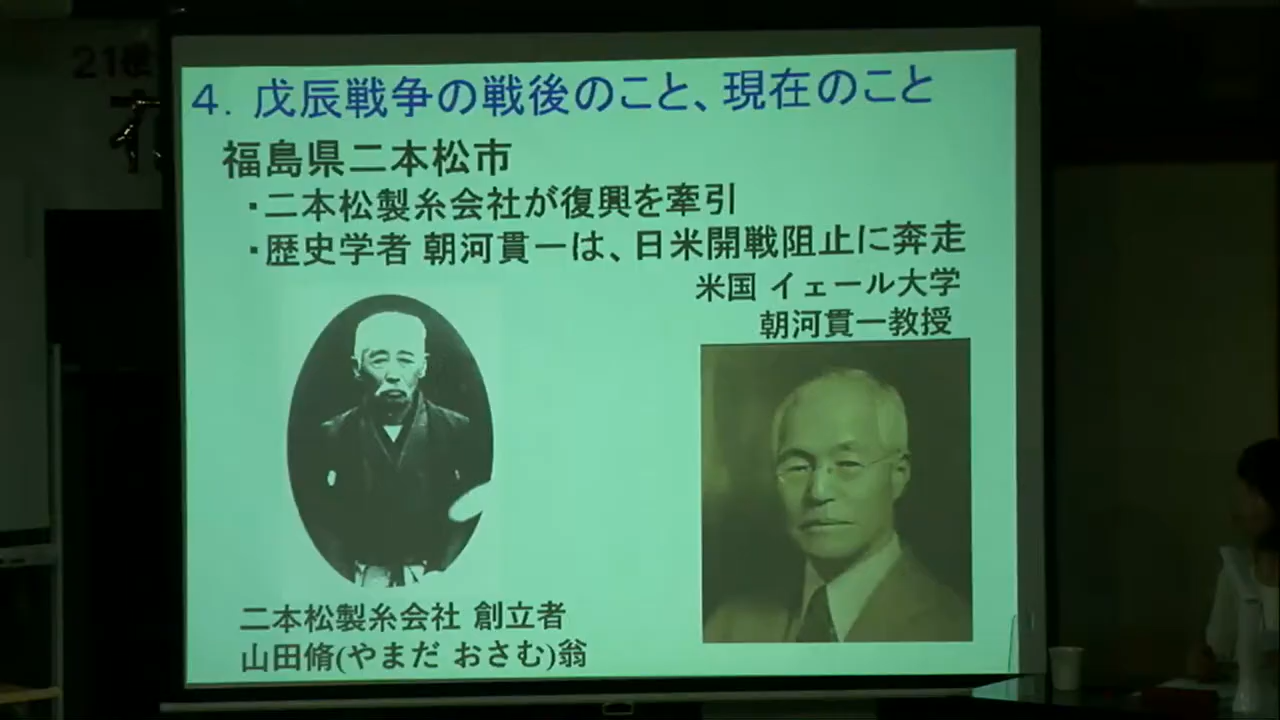 21
4. 戊辰戦争の戦後のこと、現在のこと
福島県二本松市
・二本松製糸会社が復興を牽引
・歴史学者 朝河貫一は、日米開戦阻止に奔走
米国 イェール大学
朝河貫一教授
二本松製糸会社 創立者
山田脩(やまだ おさむ)翁